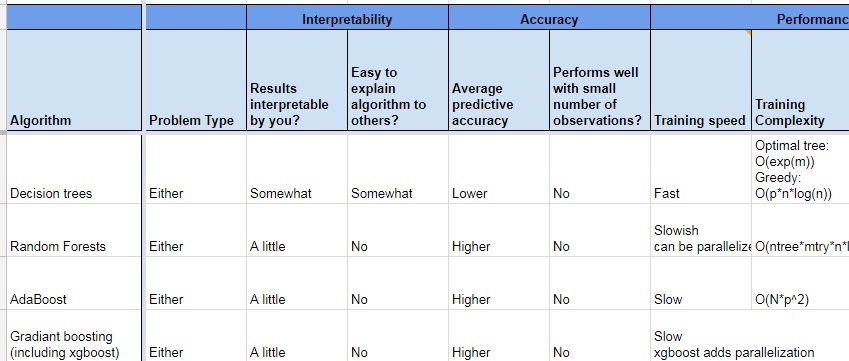 Interpretability Accuracy Performanc
Algorithm Problem Type Results interpretable by you? Easy to explain algorithm to others? Average predictive accuracy Performs well with small number of observations? Training speed Training Complexity
Decision trees Either Somewhat Somewhat Lower No Fast Optimal tree: O(exp(m)) Greedy: O(p*n*log(n))
Random Forests Either A little No Higher No Slowish can be parallelize O(ntree*mtry*n*l
AdaBoost Either A little No Higher No Slow O(N*p^2)
Gradiant boosting (including xgboost) Either A little No Higher No Slow xgboost adds parallelization